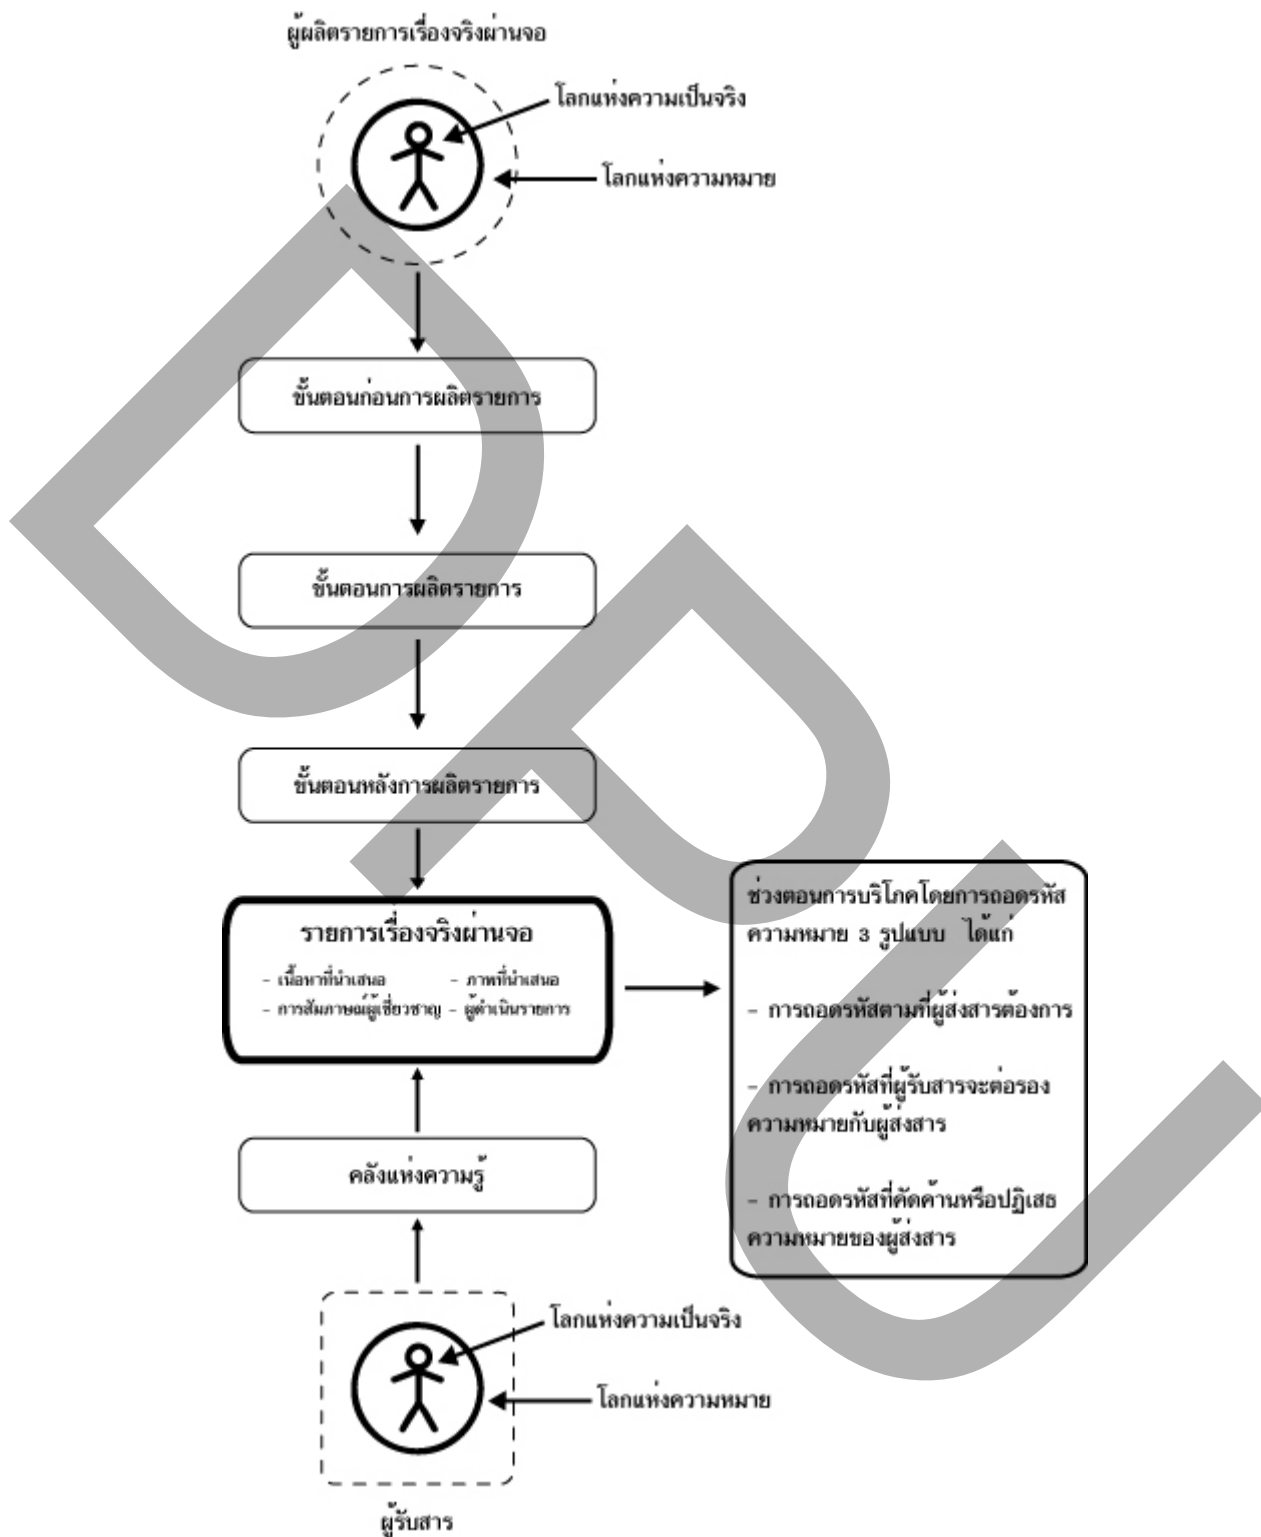 ผู้ผลิตรายการเรื่องจริงผ่านจอ
โลกแห่งความเป็นจริง
โลกแห่งความหมาย
ขั้นตอนก่อนการผลิตรายการ
ขั้นตอนการผลิตรายการ
ขั้นตอนหลังการผลิตรายการ
รายการเรื่องจริงผ่านจอ
- เนื้อหาที่นำเสนอ - ภาพที่นำเสนอ
- การสัมภาษณ์ผู้เชี่ยวชาญ - ผู้ดำเนินรายการ
ช่วงตอนการบริโภคโดยการถอดรหัส
ความหมาย 3 รูปแบบ ได้แก่
- การถอดรหัสตามที่ผู้ส่งสารต้องการ
- การถอดรหัสที่ผู้รับสารจะต่อรอง
ความหมายกับผู้ส่งสาร
- การถอดรหัสที่คัดค้านหรือปฏิเสธ
ความหมายของผู้ส่งสาร
คลังแห่งความรู้
โลกแห่งความเป็นจริง
โลกแห่งความหมาย
ผู้รับสาร
DPU